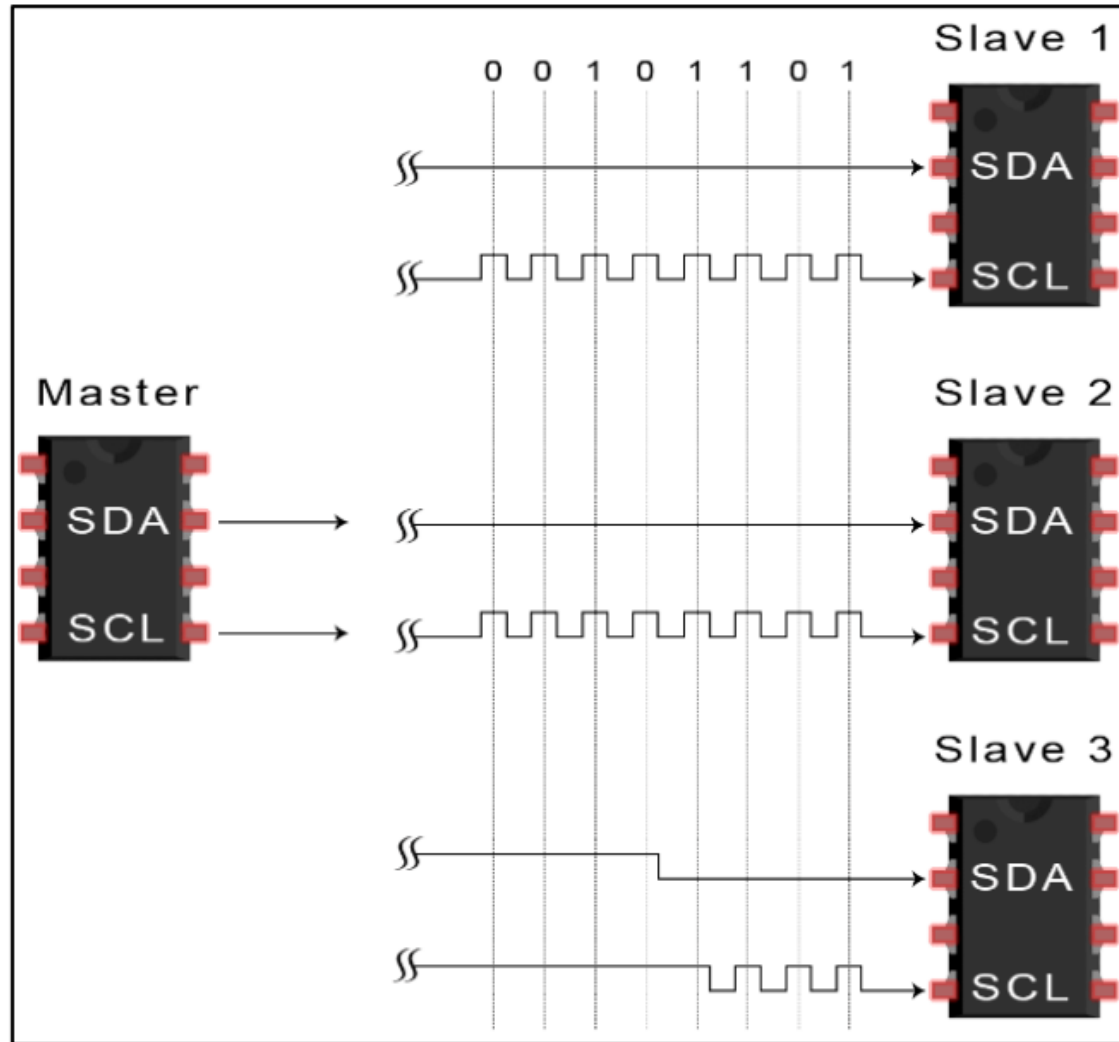 Slave 1
0 0 1 0 1 1 0 1
SDA
SCL
Master
Slave 2
SDA
SDA
SCL
SCL
Slave 3
SDA
SCL